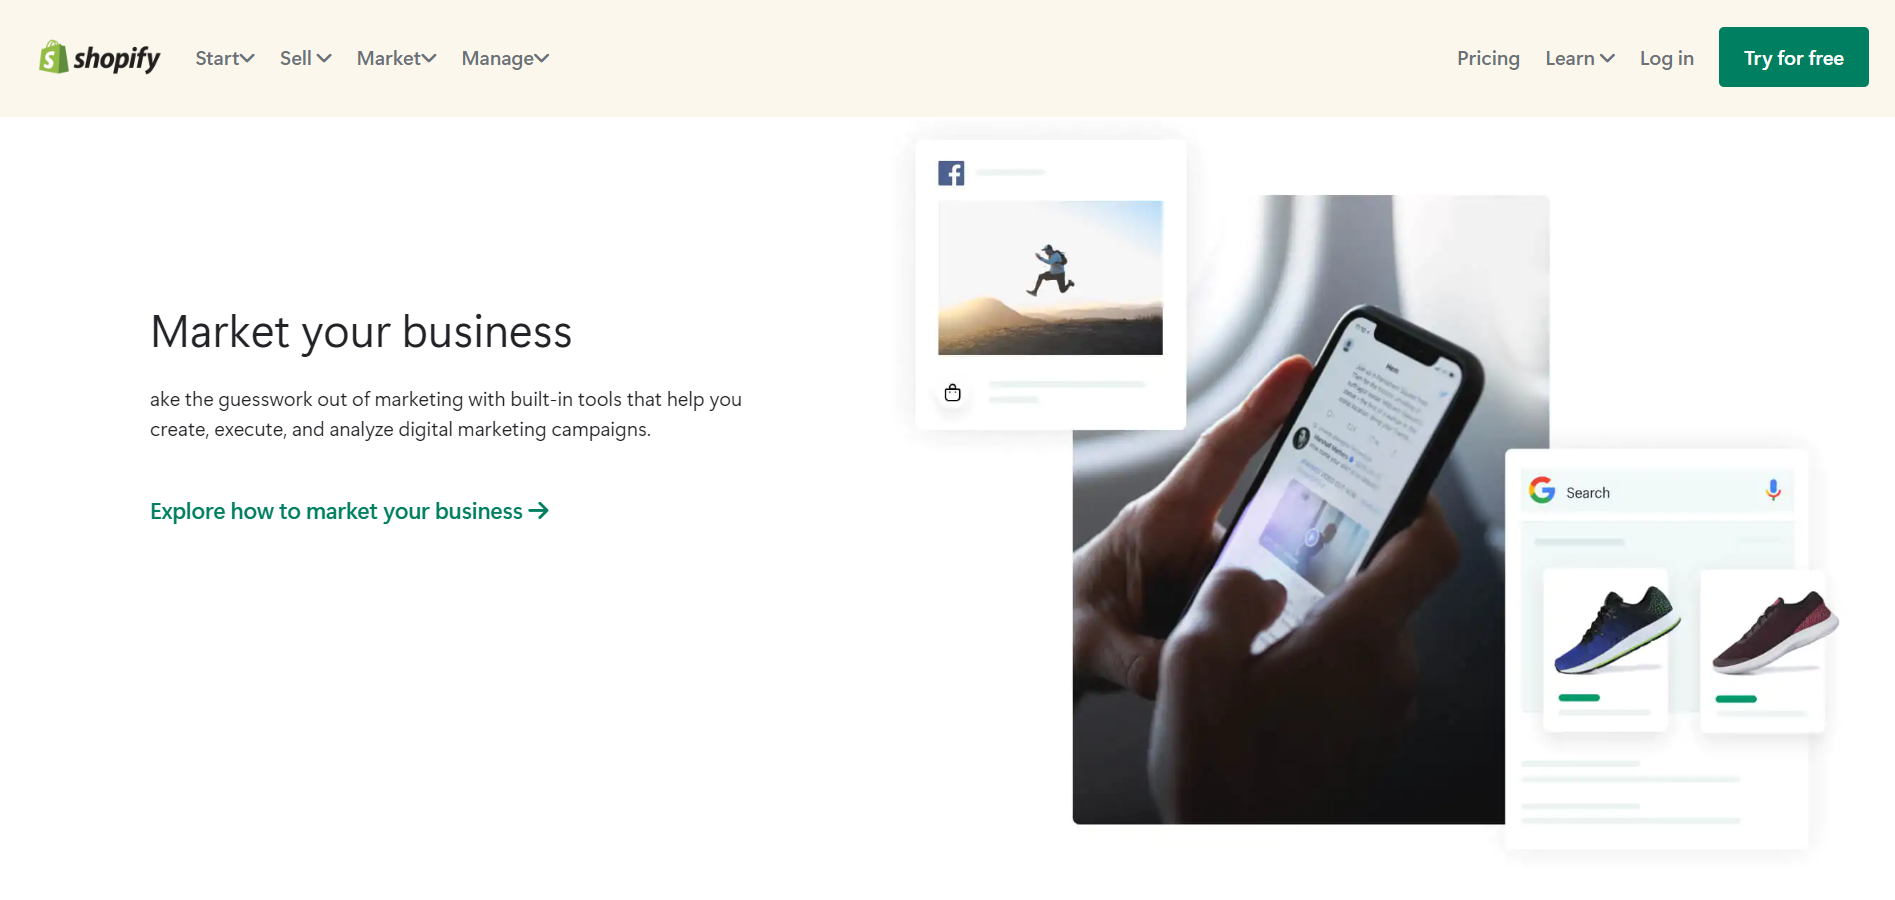 shopify
Start
Sell
Market
Manage
Pricing
Learn
Log in
Try for free
Market your business
ake the guesswork out of marketing with built-in tools that help you
create, execute, and analyze digital marketing campaigns.
Explore how to market your business
Search